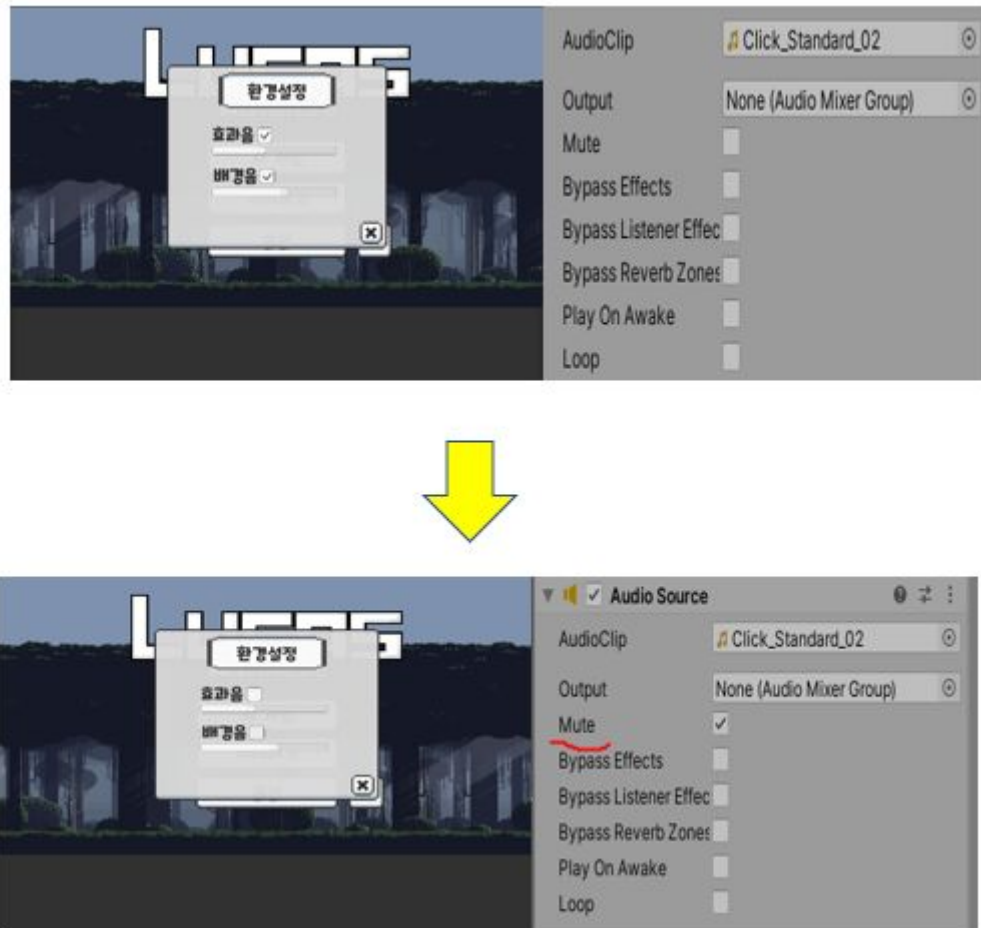 환경설정
효과음
배경음
AudioClip
Click_Standard_02
Output
None (Audio Mixer Group)
Mute
Bypass Effects
Bypass Listener Effec
Bypass Reverb Zones
Play On Awake
Loop
환경설정
효과음
배경음
Audio Source
AudioClip
Click_Standard_02
Output
None (Audio Mixer Group)
Mute
Bypass Effects
Bypass Listener Effec
Bypass Reverb Zones
Play On Awake
Loop